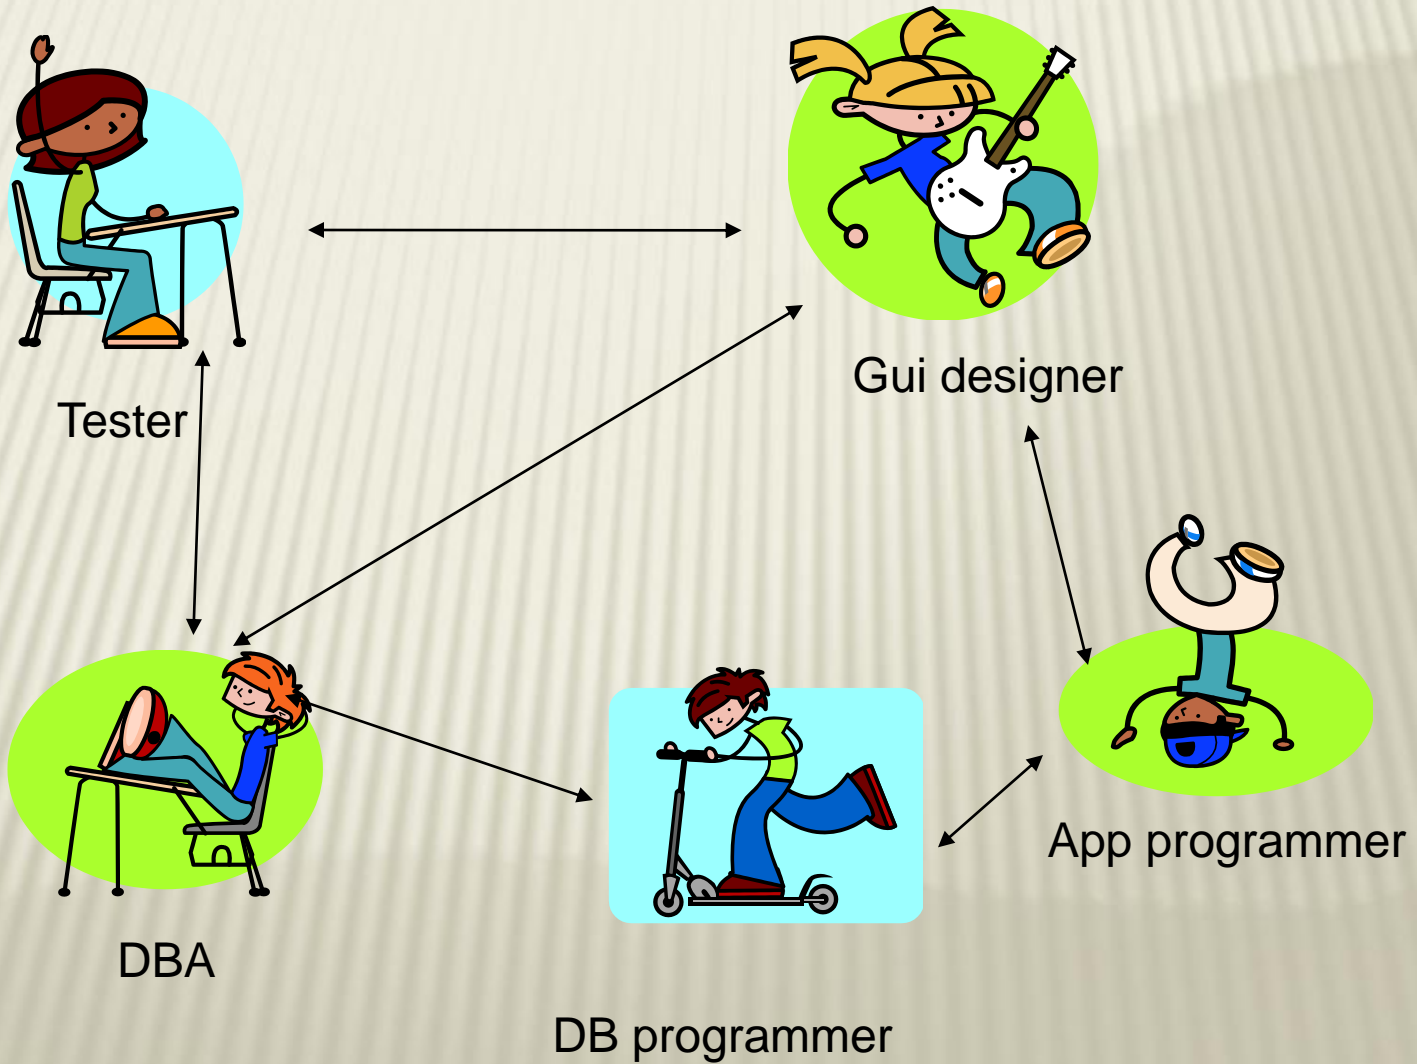 Gui designer
Tester
App programmer
DBA
DB programmer